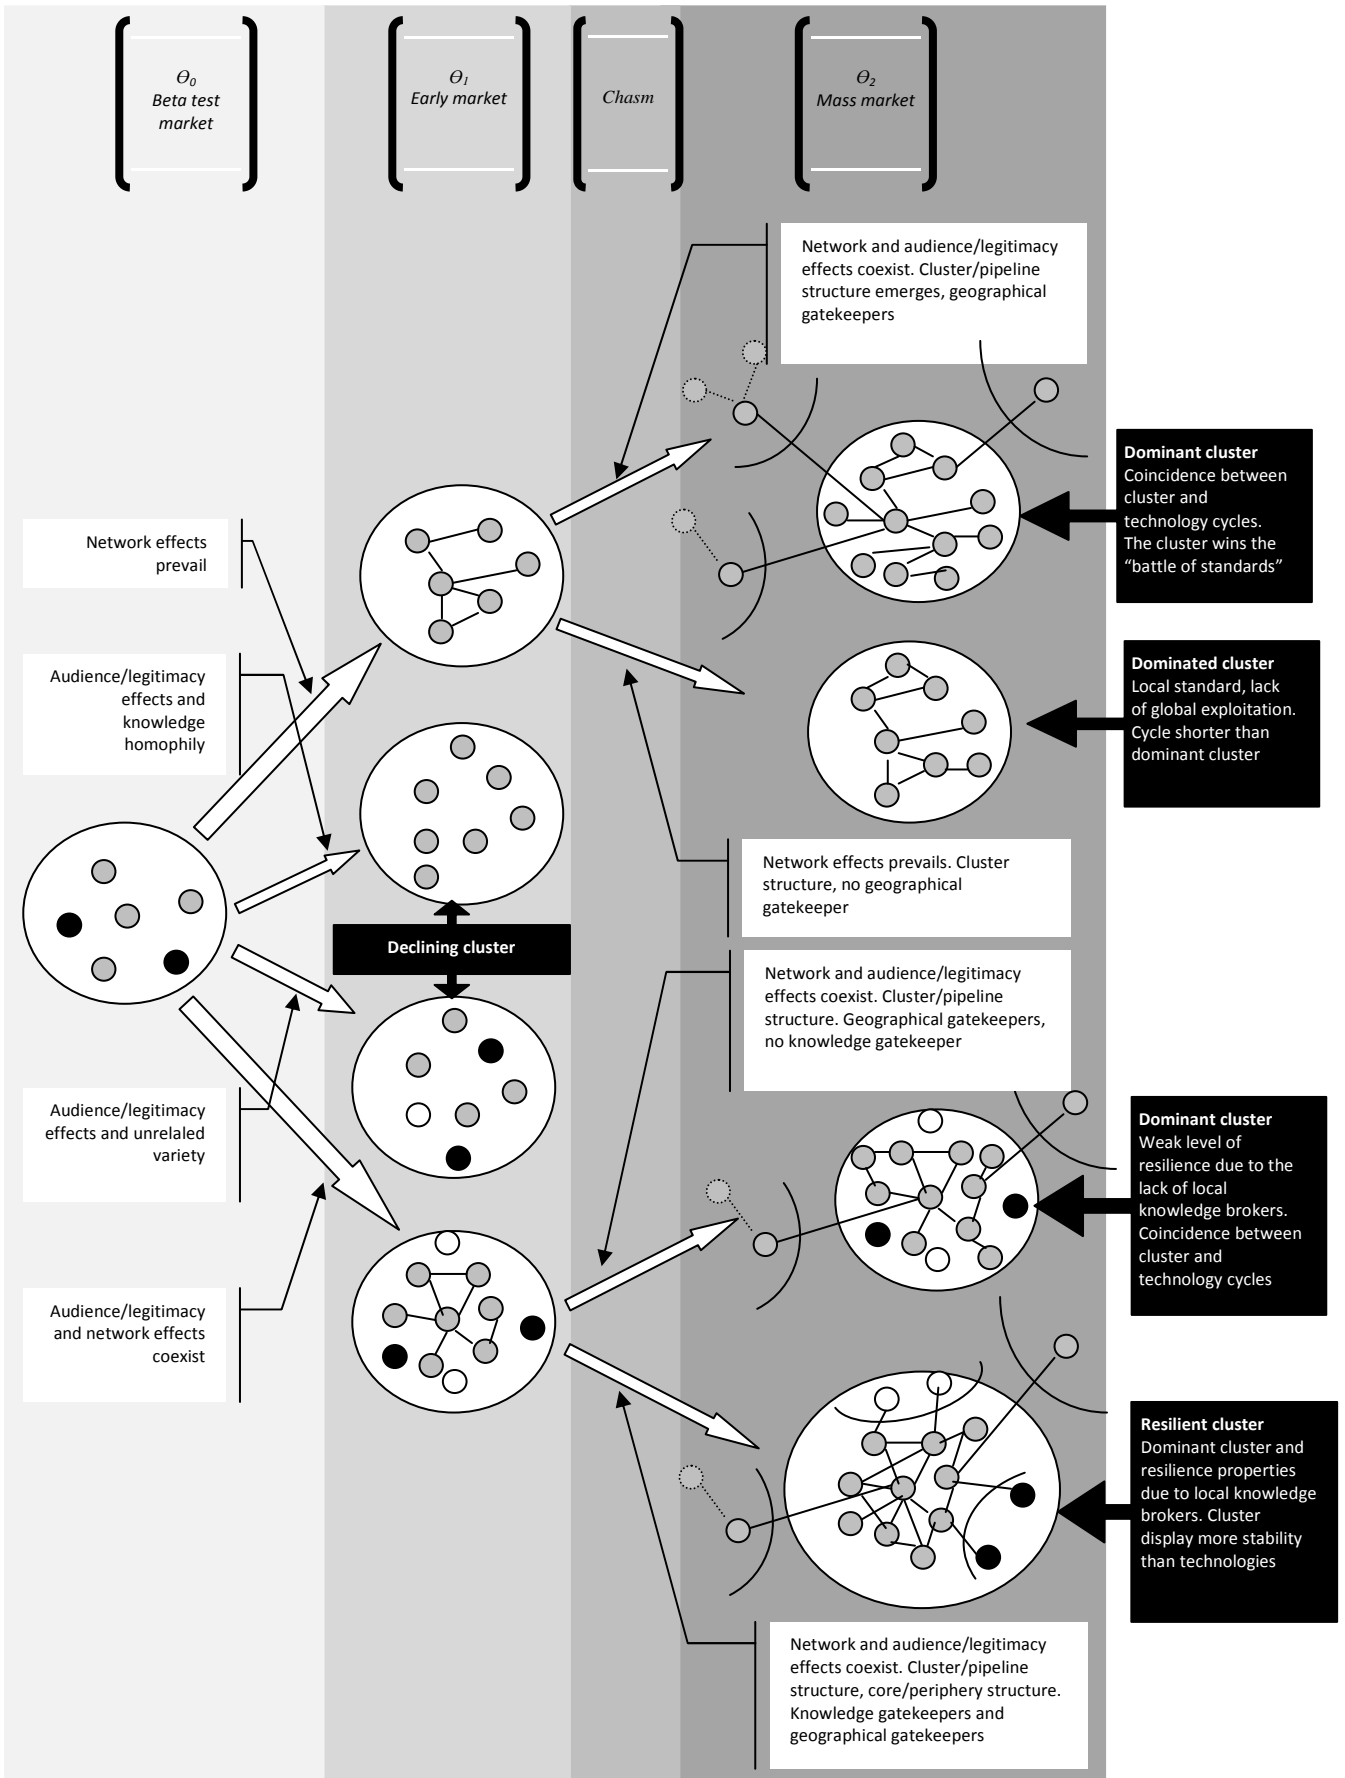 Θ0
Beta test
market
Θ1
Early market
Chasm
Θ2
Mass market
Network and audience/legitimacy
effects coexist. Cluster/pipeline
structure emerges, geographical
gatekeepers
Dominant cluster
Coincidence between
cluster and
technology cycles.
The cluster wins the
“battle of standards”
Network effects
prevail
Audience/legitimacy
effects and
knowledge
homophily
Dominated cluster
Local standard, lack
of global exploitation.
Cycle shorter than
dominant cluster
Network effects prevails. Cluster
structure, no geographical
gatekeeper
Declining cluster
Network and audience/legitimacy
effects coexist. Cluster/pipeline
structure. Geographical gatekeepers,
no knowledge gatekeeper
Audience/legitimacy
effects and unrelaled
variety
Dominant cluster
Weak level of
resilience due to the
lack of local
knowledge brokers.
Coincidence between
cluster and
technology cycles
Audience/legitimacy
and network effects
coexist
Resilient cluster
Dominant cluster and
resilience properties
due to local knowledge
brokers. Cluster
display more stability
than technologies
Network and audience/legitimacy
effects coexist. Cluster/pipeline
structure, core/periphery structure.
Knowledge gatekeepers and
geographical gatekeepers